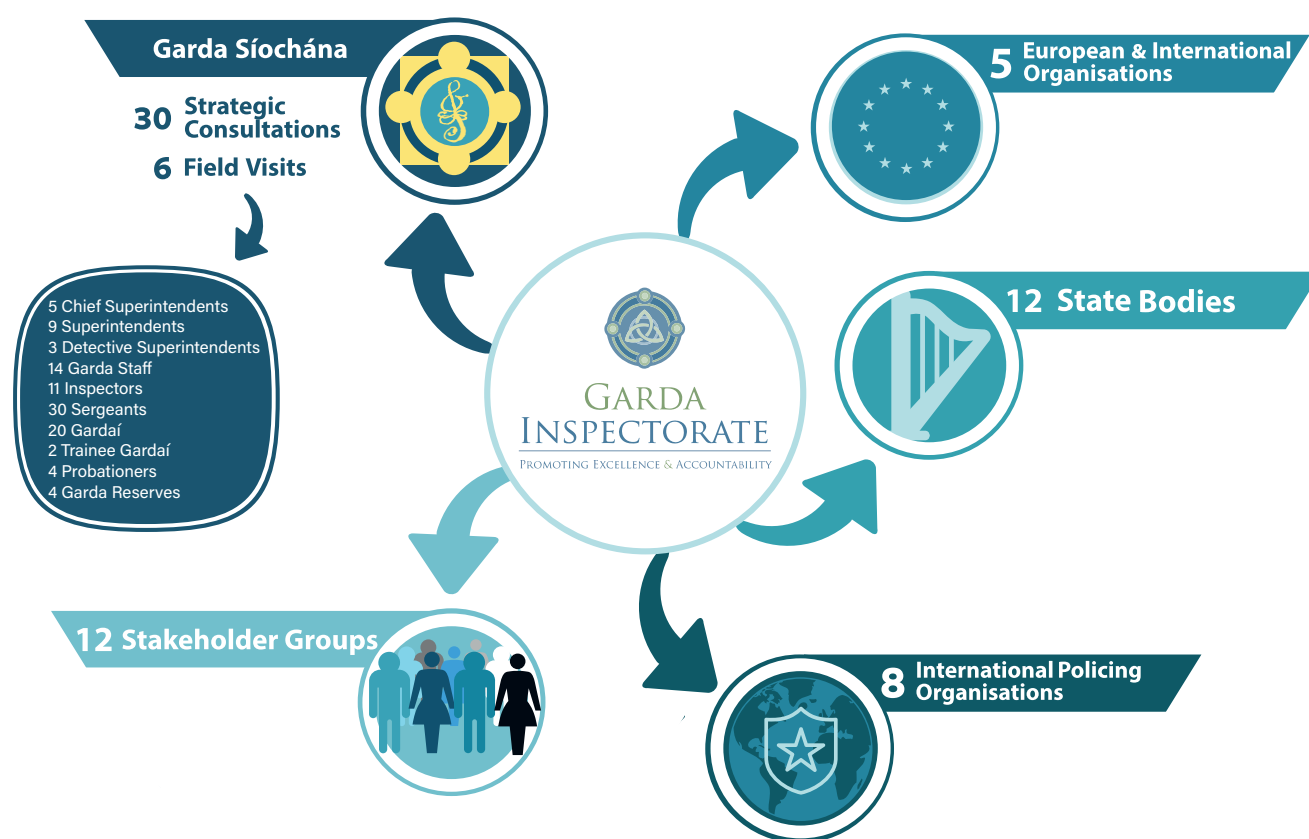 Garda Síochána
30 Strategic
Consultations
6 Field Visits
5 Chief Superintendents
9 Superintendents
3 Detective Superintendents
14 Garda Staff
11 Inspectors
30 Sergeants
20 Gardaí
2 Trainee Gardaí
4 Probationers
4 Garda Reserves
5 European & International
Organisations
12 State Bodies
GARDA
INSPECTORATE
PROMOTING EXCELLENCE & ACCOUNTABILITY
12 Stakeholder Groups
8 International Policing
Organisations